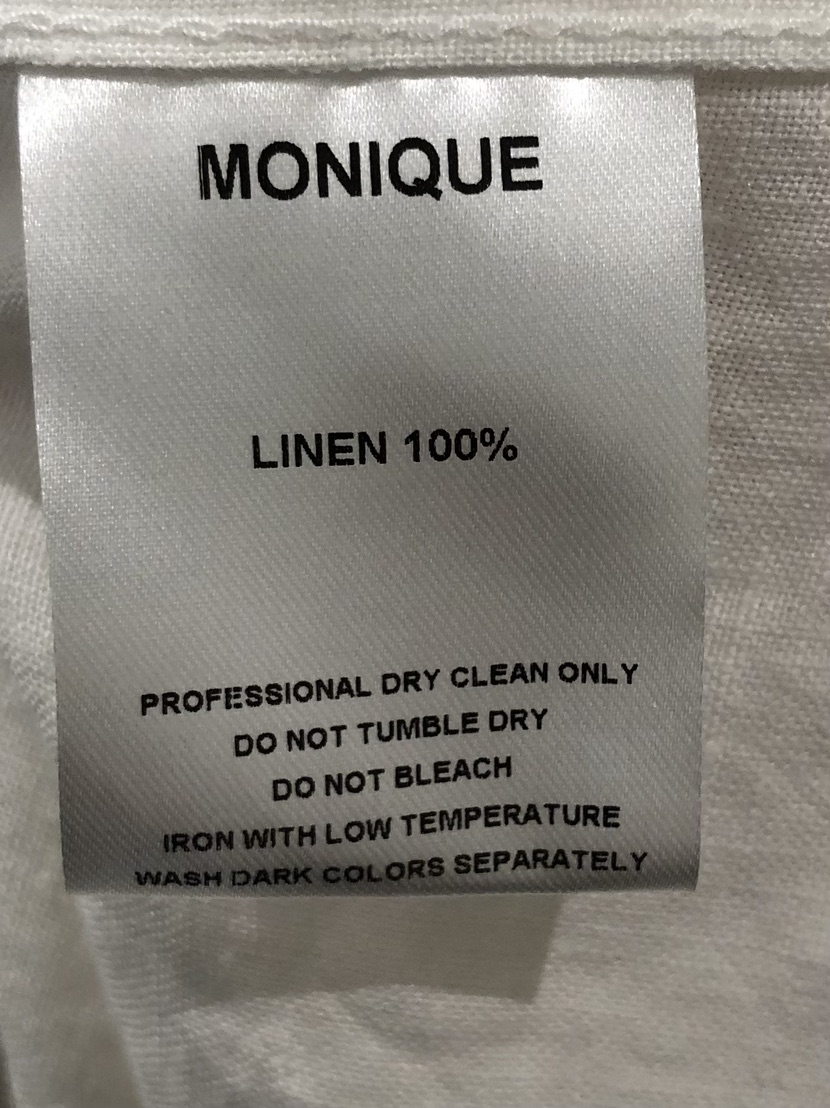 MONIQUE
LINEN 100%
PROFESSIONAL DRY CLEAN ONLY
DO NOT TUMBLE DRY
DO NOT BLEACH
IRON WITH LOW TEMPERATURE
WASH DARK COLORS SEPARATELY